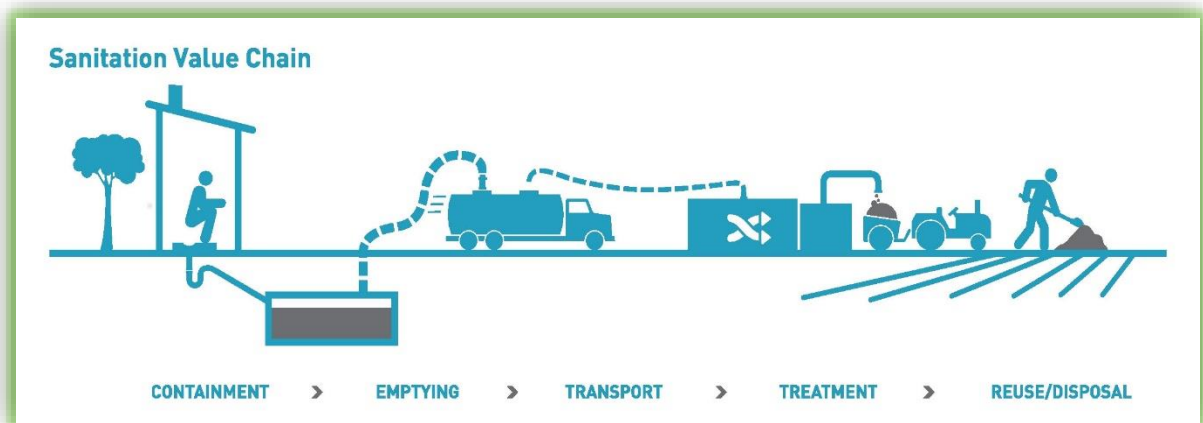 Sanitation Value Chain
CONTAINMENT > EMPTYING > TRANSPORT > TREATMENT > REUSE/DISPOSAL